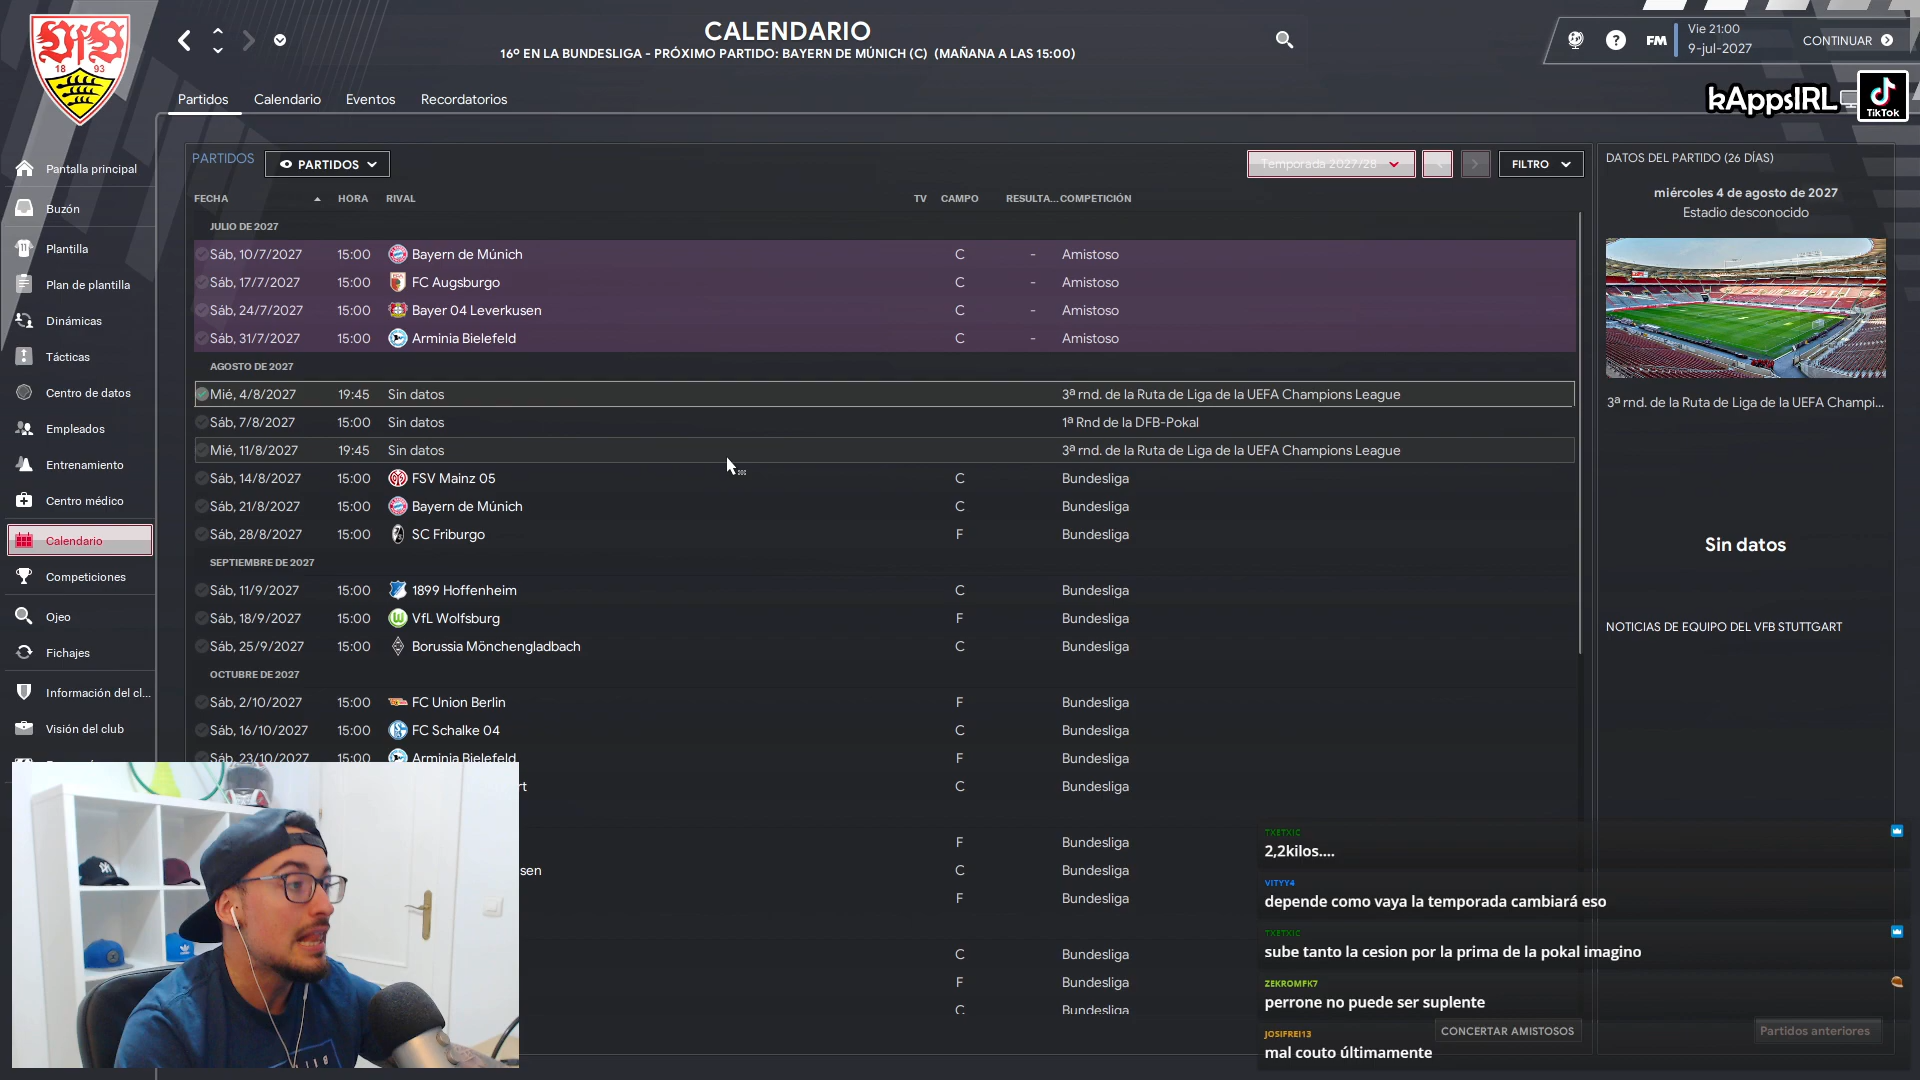 CALENDARIO
16º EN LA BUNDESLIGA - PRÓXIMO PARTIDO: BAYERN DE MÚNICH (C) (MAÑANA A LAS 15:00)
FM
Vie 21:00
9-jul-2027
CONTINUAR
18 93
kAppsIRL
TikTok
Partidos Calendario Eventos Recordatorios
Pantalla principal
Buzón
Plantilla
Plan de plantilla
Dinámicas
Tácticas
Centro de datos
Empleados
Entrenamiento
Centro médico
Calendario
Competiciones
Ojeo
Fichajes
Información del cl...
Visión del club
PARTIDOS PARTIDOS Temporada 2027/28 FILTRO
FECHA HORA RIVAL TV CAMPO RESULTA... COMPETICIÓN
JULIO DE 2027
Sáb, 10/7/2027 15:00 Bayern de Múnich C - Amistoso
Sáb, 17/7/2027 15:00 FC Augsburgo C - Amistoso
Sáb, 24/7/2027 15:00 Bayer 04 Leverkusen C - Amistoso
Sáb, 31/7/2027 15:00 Arminia Bielefeld C - Amistoso
AGOSTO DE 2027
Mié, 4/8/2027 19:45 Sin datos 3ª rnd. de la Ruta de Liga de la UEFA Champions League
Sáb, 7/8/2027 15:00 Sin datos 1ª Rnd de la DFB-Pokal
Mié, 11/8/2027 19:45 Sin datos 3ª rnd. de la Ruta de Liga de la UEFA Champions League
Sáb, 14/8/2027 15:00 FSV Mainz 05 C Bundesliga
Sáb, 21/8/2027 15:00 Bayern de Múnich C Bundesliga
Sáb, 28/8/2027 15:00 SC Friburgo F Bundesliga
SEPTIEMBRE DE 2027
Sáb, 11/9/2027 15:00 1899 Hoffenheim C Bundesliga
Sáb, 18/9/2027 15:00 VfL Wolfsburg F Bundesliga
Sáb, 25/9/2027 15:00 Borussia Mönchengladbach C Bundesliga
OCTUBRE DE 2027
Sáb, 2/10/2027 15:00 FC Union Berlin F Bundesliga
Sáb, 16/10/2027 15:00 FC Schalke 04 C Bundesliga
Sáb, 23/10/2027 15:00 Arminia Bielefeld F Bundesliga
rt C Bundesliga
F Bundesliga
sen C Bundesliga
F Bundesliga
C Bundesliga
F Bundesliga
C Bundesliga
DATOS DEL PARTIDO (26 DÍAS)
miércoles 4 de agosto de 2027
Estadio desconocido
3ª rnd. de la Ruta de Liga de la UEFA Champi...
Sin datos
NOTICIAS DE EQUIPO DEL VFB STUTTGART
TXETXIC
2,2kilos....
VITYY4
depende como vaya la temporada cambiará eso
TXETXIC
sube tanto la cesion por la prima de la pokal imagino
ZEKROMFK7
perrone no puede ser suplente
JOSIFREI13
mal couto últimamente
CONCERTAR AMISTOSOS
Partidos anteriores